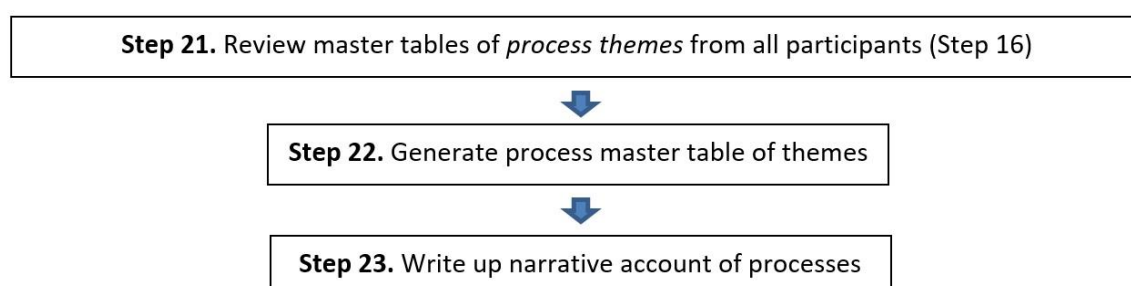 Step 21. Review master tables of process themes from all participants (Step 16)
Step 22. Generate process master table of themes
Step 23. Write up narrative account of processes